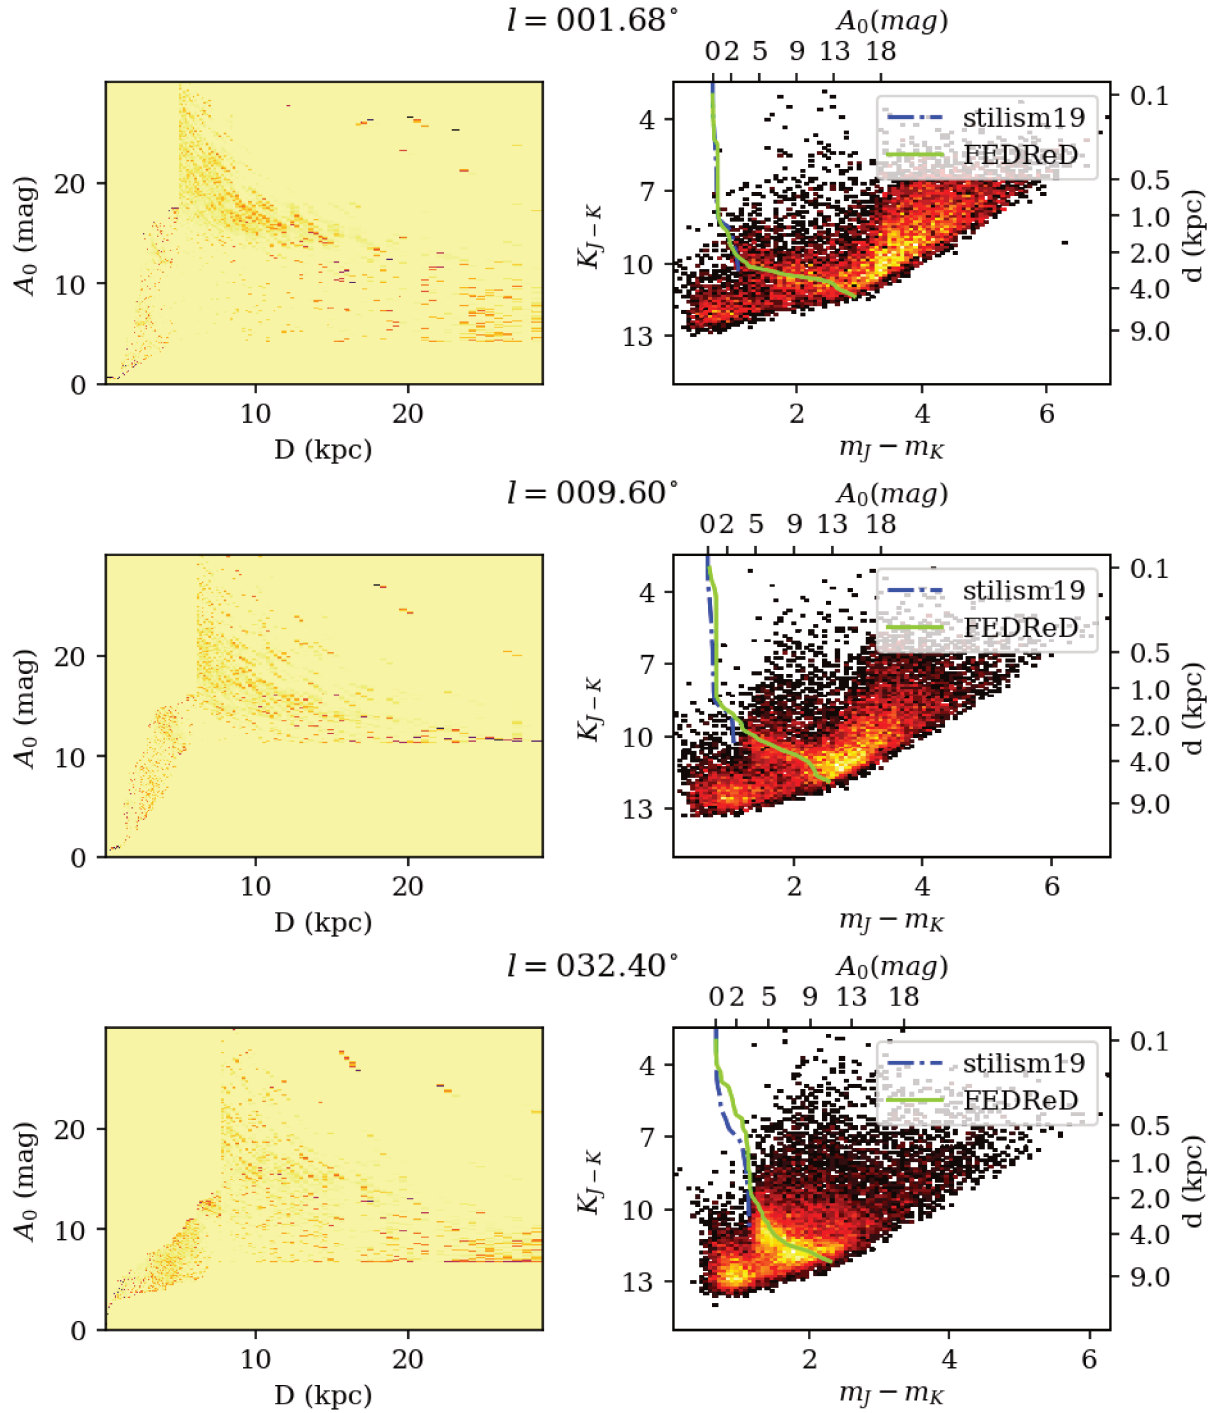 l = 001.68°
A₀(mag)
0 2 5 9 13 18
20
10
0
A₀ (mag)
10 20
D (kpc)
4
7
10
13
K_{J−K}
stilism19
FEDReD
0.1
0.5
1.0
2.0
4.0
9.0
d (kpc)
2 4 6
m_J − m_K
l = 009.60°
A₀(mag)
0 2 5 9 13 18
20
10
0
A₀ (mag)
10 20
D (kpc)
4
7
10
13
K_{J−K}
stilism19
FEDReD
0.1
0.5
1.0
2.0
4.0
9.0
d (kpc)
2 4 6
m_J − m_K
l = 032.40°
A₀(mag)
0 2 5 9 13 18
20
10
0
A₀ (mag)
10 20
D (kpc)
4
7
10
13
K_{J−K}
stilism19
FEDReD
0.1
0.5
1.0
2.0
4.0
9.0
d (kpc)
2 4 6
m_J − m_K